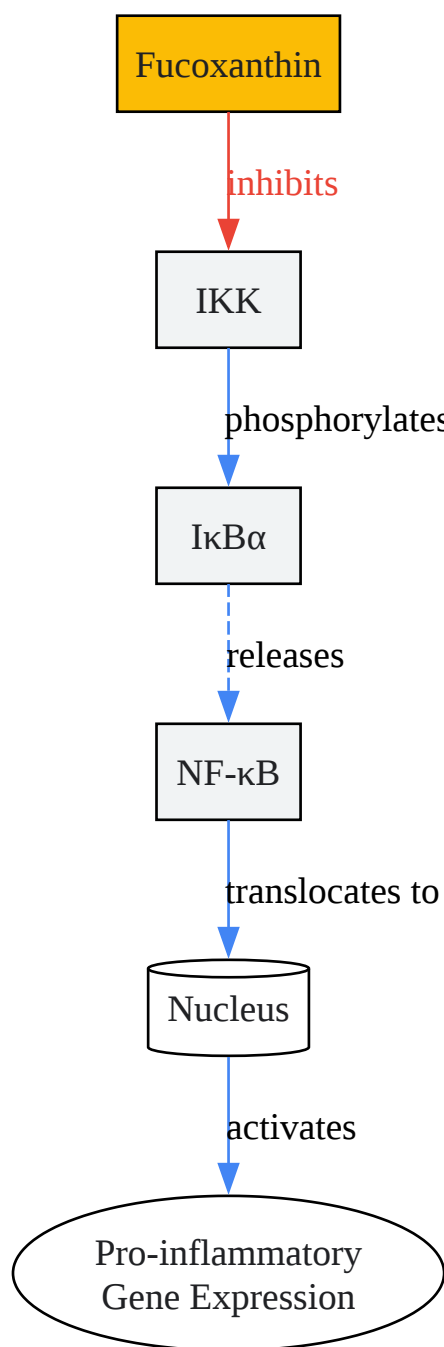 Fucoxanthin
inhibits
IKK
phosphorylates
IκBα
releases
NF-κB
translocates to
Nucleus
activates
Pro-inflammatory
Gene Expression